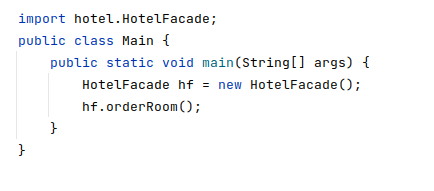 import hotel.HotelFacade;
public class Main {
    public static void main(String[] args) {
        HotelFacade hf = new HotelFacade();
        hf.orderRoom();
    }
}